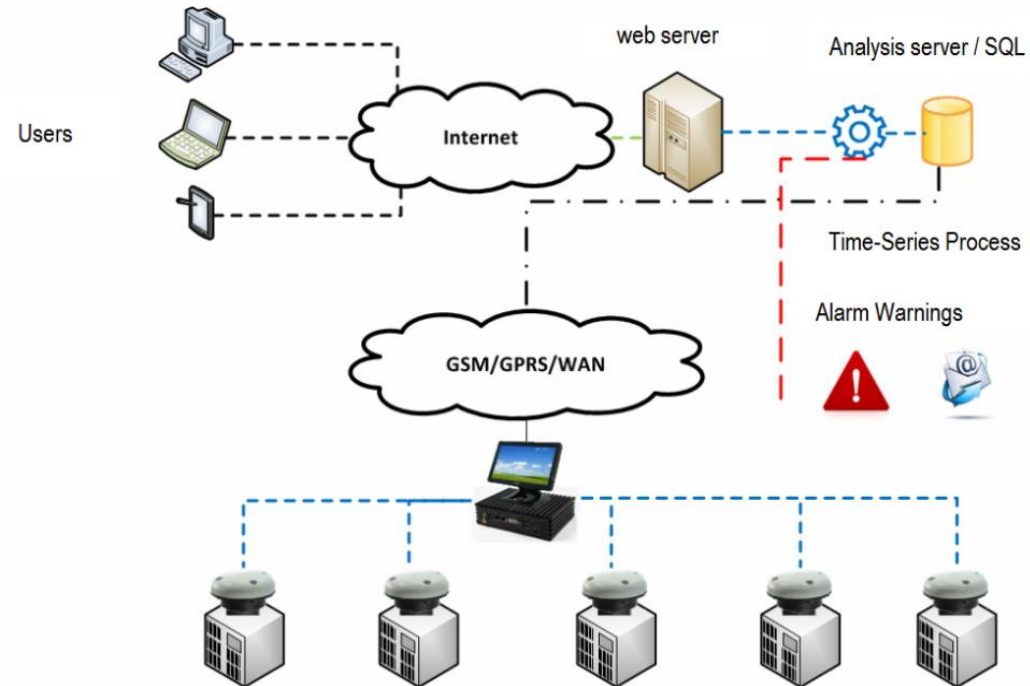 web server
Analysis server / SQL
Users
Internet
Time-Series Process
Alarm Warnings
GSM/GPRS/WAN
@